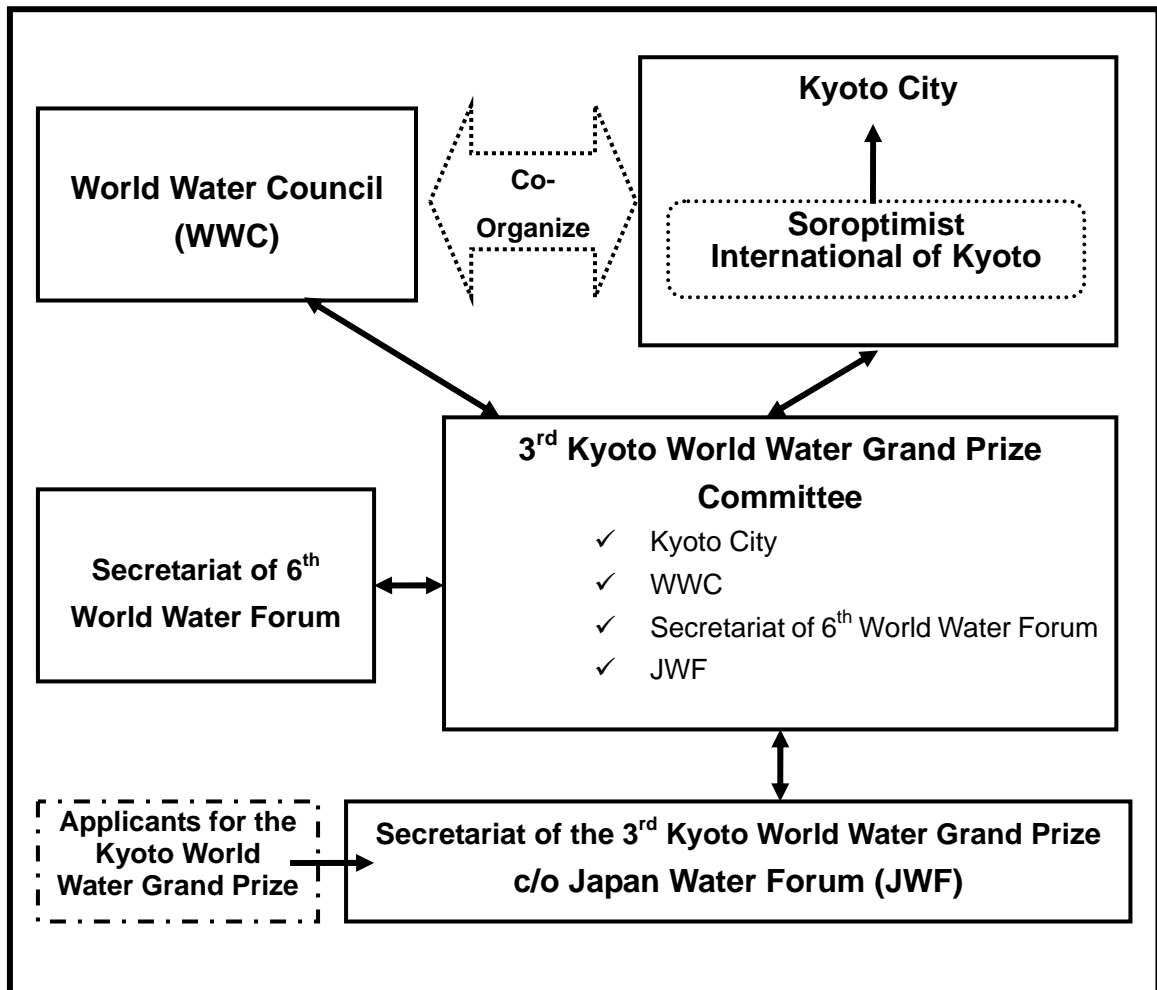 World Water Council
(WWC)
Co-
Organize
Kyoto City
Soroptimist
International of Kyoto
3rd Kyoto World Water Grand Prize
Committee
✓ Kyoto City
✓ WWC
✓ Secretariat of 6th World Water Forum
✓ JWF
Secretariat of 6th
World Water Forum
Applicants for the
Kyoto World
Water Grand Prize
Secretariat of the 3rd Kyoto World Water Grand Prize
c/o Japan Water Forum (JWF)